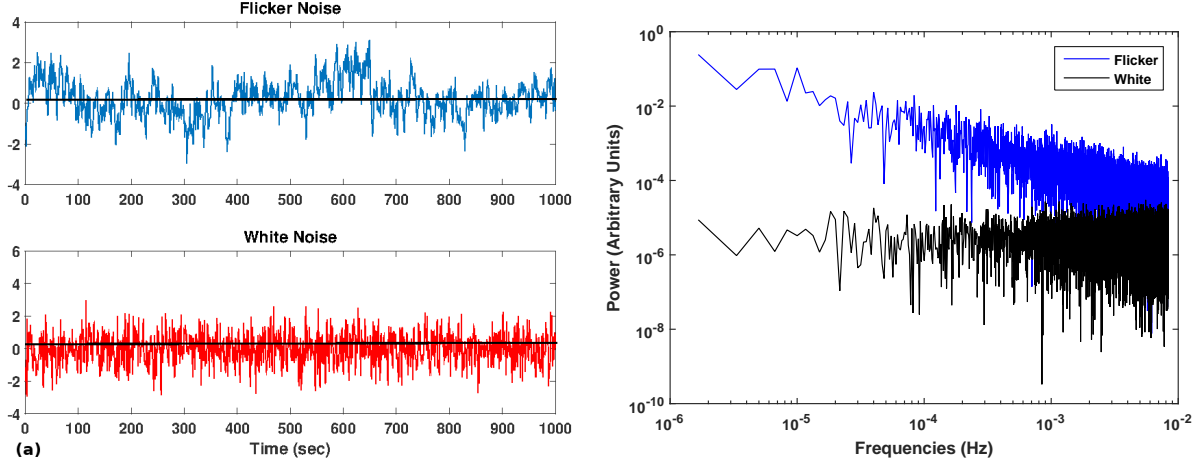 Flicker Noise
4
2
0
-2
-4
0 100 200 300 400 500 600 700 800 900 1000
White Noise
6
4
2
0
-2
-4
0 100 200 300 400 500 600 700 800 900 1000
(a)
Time (sec)
10^0
10^-2
10^-4
10^-6
10^-8
10^-10
Power (Arbitrary Units)
Flicker
White
10^-6 10^-5 10^-4 10^-3 10^-2
Frequencies (Hz)